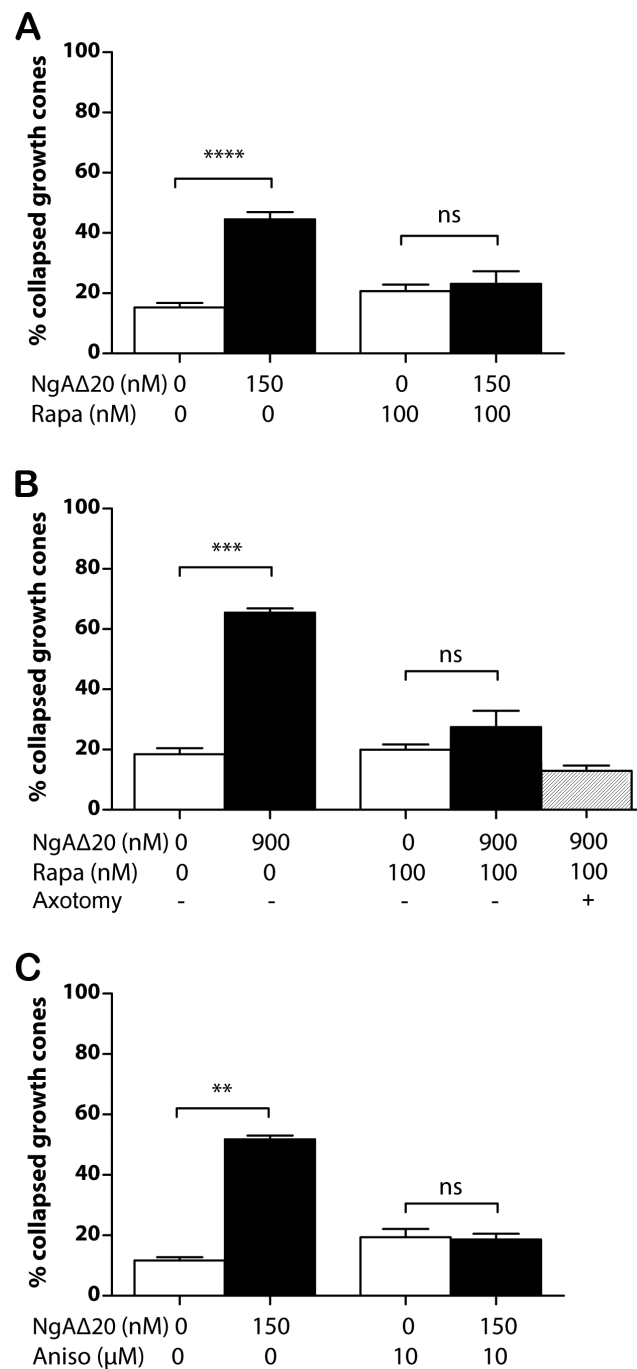 A
% collapsed growth cones
100
80
60
40
20
0
****
ns
NgAΔ20 (nM) 0 150 0 150
Rapa (nM) 0 0 100 100
B
% collapsed growth cones
100
80
60
40
20
0
***
ns
NgAΔ20 (nM) 0 900 0 900 900
Rapa (nM) 0 0 100 100 100
Axotomy - - - - +
C
% collapsed growth cones
100
80
60
40
20
0
**
ns
NgAΔ20 (nM) 0 150 0 150
Aniso (μM) 0 0 10 10